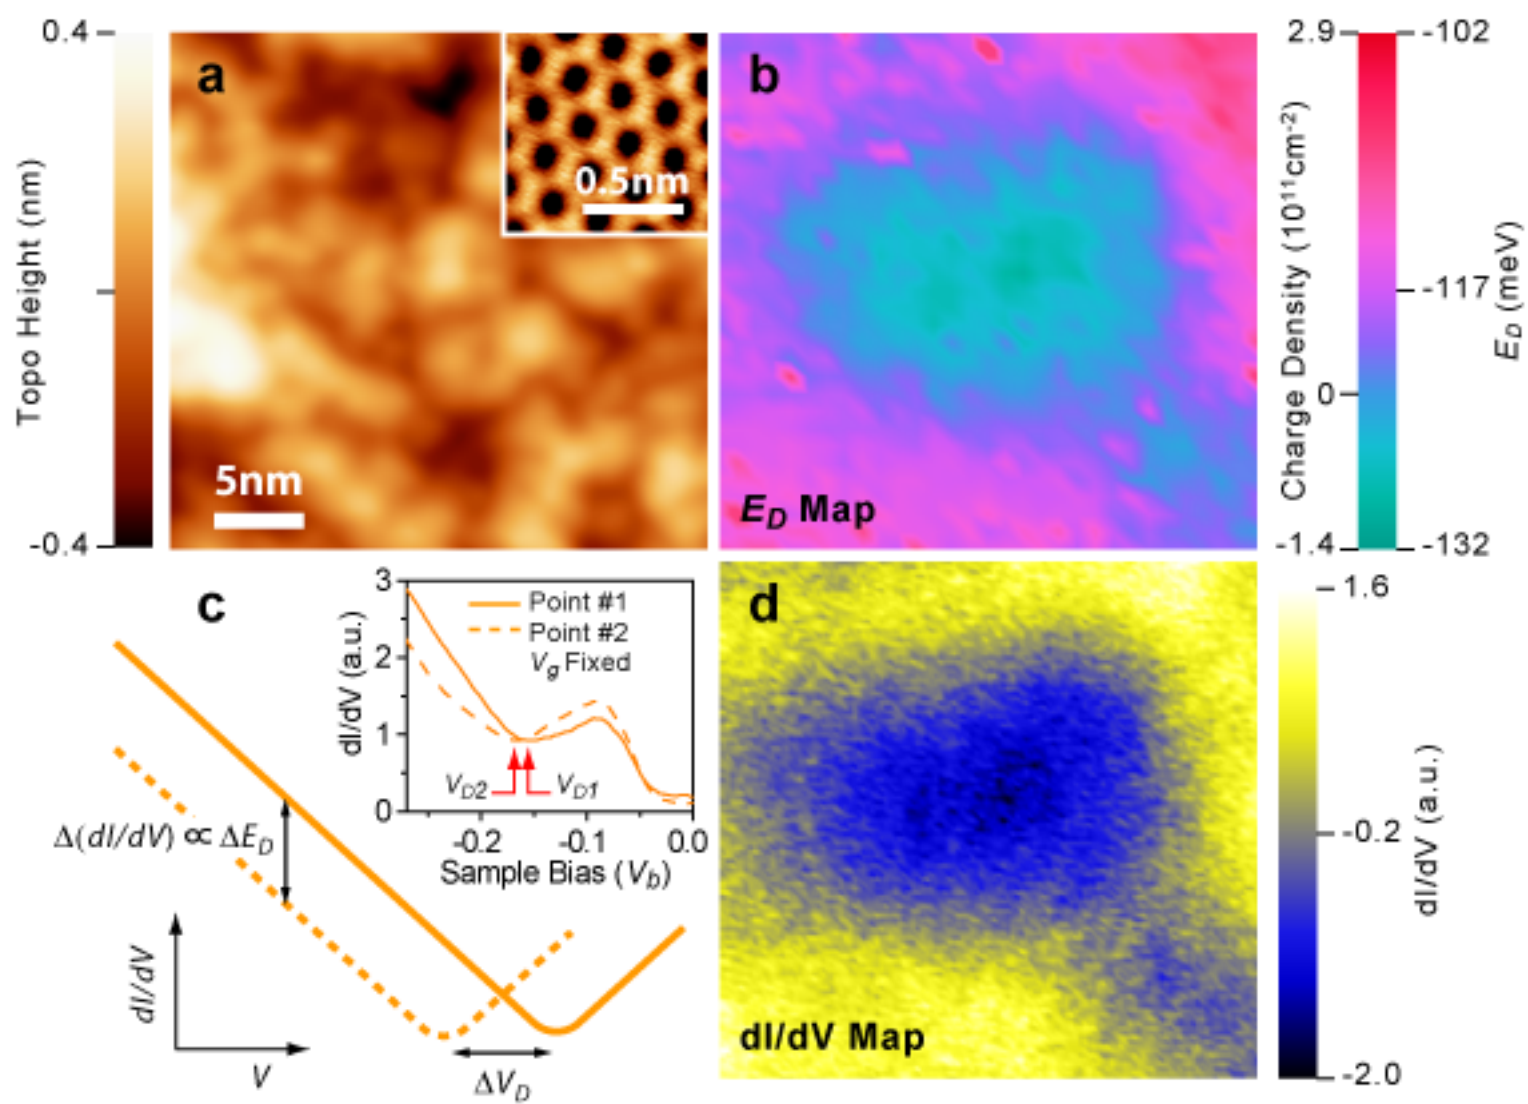 0.4
-0.4
Topo Height (nm)
a
0.5nm
5nm
b
E_D Map
2.9
0
-1.4
Charge Density (10¹¹cm⁻²)
-102
-117
-132
E_D (meV)
c
3
2
1
0
dI/dV (a.u.)
Point #1
Point #2
V_g Fixed
V_D2
V_D1
-0.2
-0.1
0.0
Sample Bias (V_b)
Δ(dI/dV) ∝ ΔE_D
dI/dV
V
ΔV_D
d
dI/dV Map
1.6
-0.2
-2.0
dI/dV (a.u.)